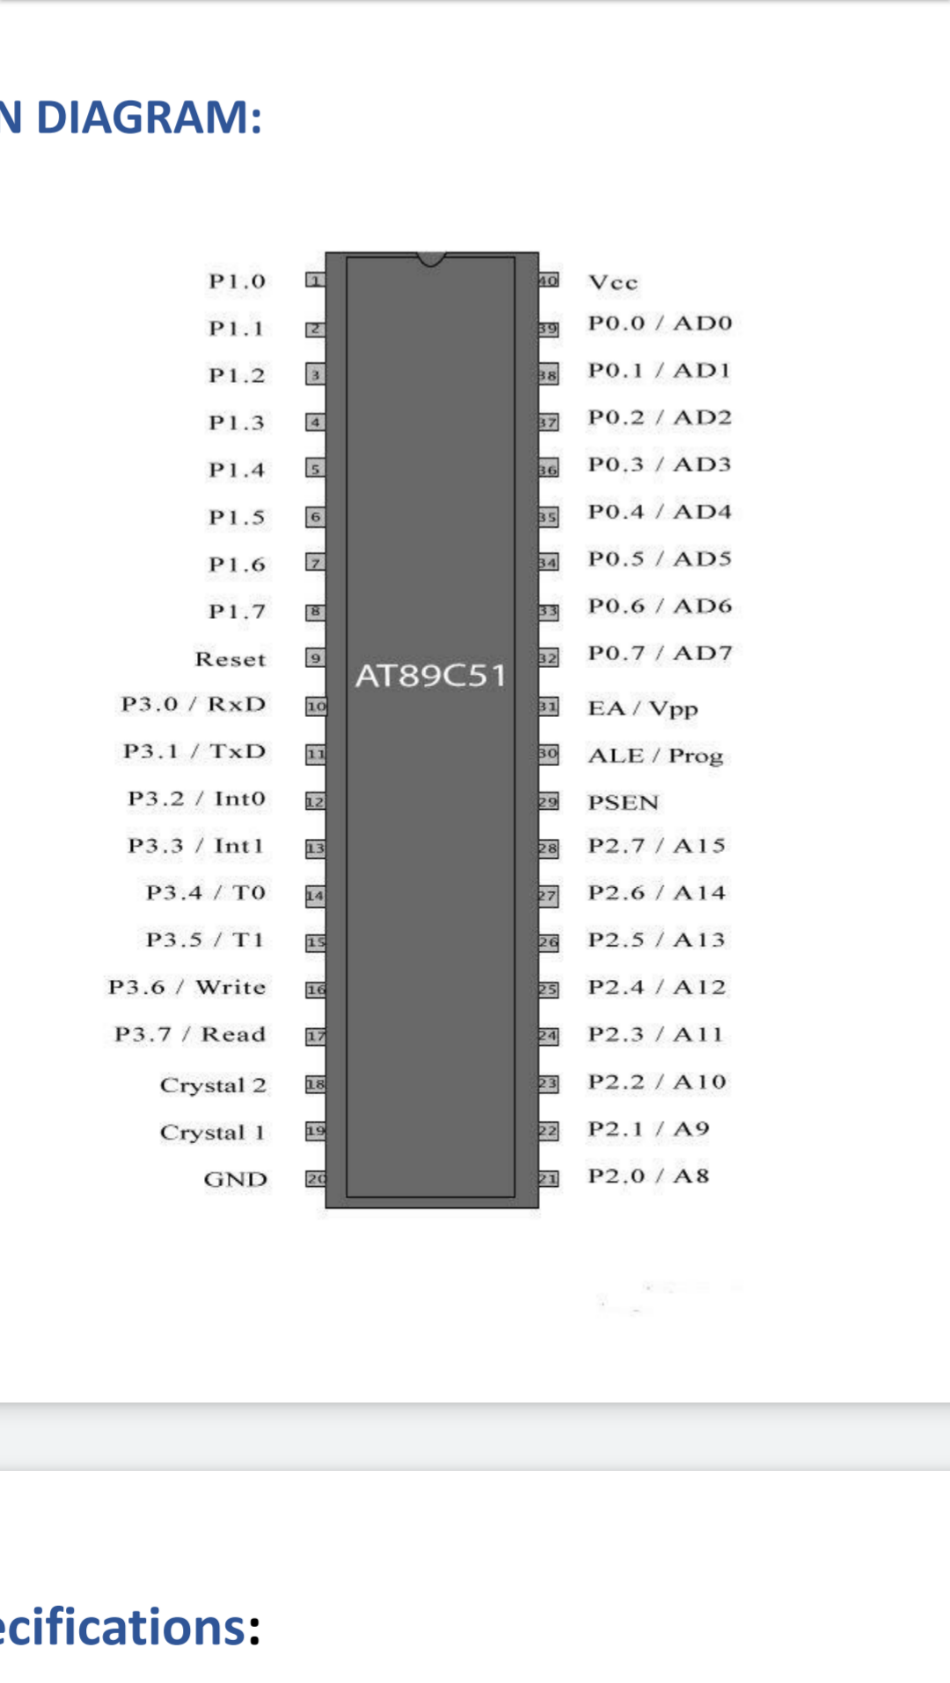 N DIAGRAM:
P1.0 1 40 Vcc
P1.1 2 39 P0.0 / AD0
P1.2 3 38 P0.1 / AD1
P1.3 4 37 P0.2 / AD2
P1.4 5 36 P0.3 / AD3
P1.5 6 35 P0.4 / AD4
P1.6 7 34 P0.5 / AD5
P1.7 8 33 P0.6 / AD6
Reset 9 32 P0.7 / AD7
AT89C51
P3.0 / RxD 10 31 EA / Vpp
P3.1 / TxD 11 30 ALE / Prog
P3.2 / Int0 12 29 PSEN
P3.3 / Int1 13 28 P2.7 / A15
P3.4 / T0 14 27 P2.6 / A14
P3.5 / T1 15 26 P2.5 / A13
P3.6 / Write 16 25 P2.4 / A12
P3.7 / Read 17 24 P2.3 / A11
Crystal 2 18 23 P2.2 / A10
Crystal 1 19 22 P2.1 / A9
GND 20 21 P2.0 / A8
ecifications: